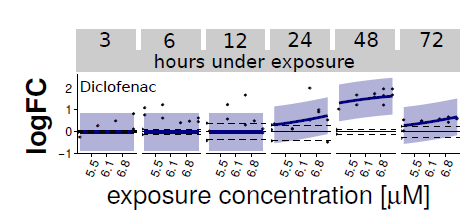 3 6 12 24 48 72
hours under exposure
Diclofenac
logFC
2
1
0
−1
5.5 6.1 6.8 5.5 6.1 6.8 5.5 6.1 6.8 5.5 6.1 6.8 5.5 6.1 6.8 5.5 6.1 6.8
exposure concentration [µM]